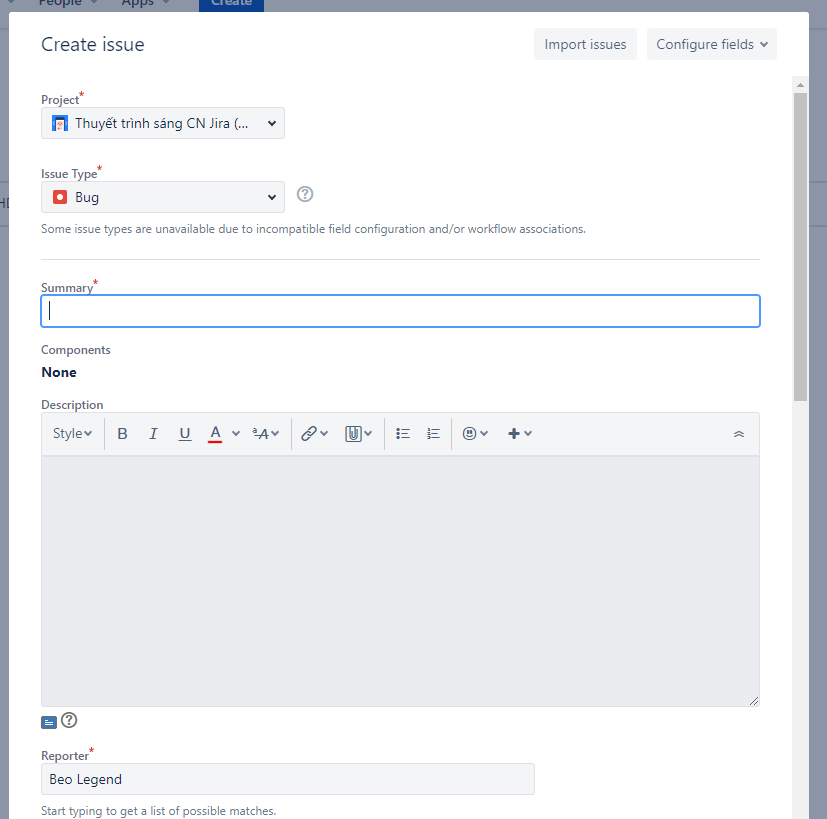 People Apps Create
Create issue
Import issues Configure fields
Project*
Thuyết trình sáng CN Jira (...
Issue Type*
Bug
Some issue types are unavailable due to incompatible field configuration and/or workflow associations.
Summary*
Components
None
Description
Style B I U A ªA
Reporter*
Beo Legend
Start typing to get a list of possible matches.